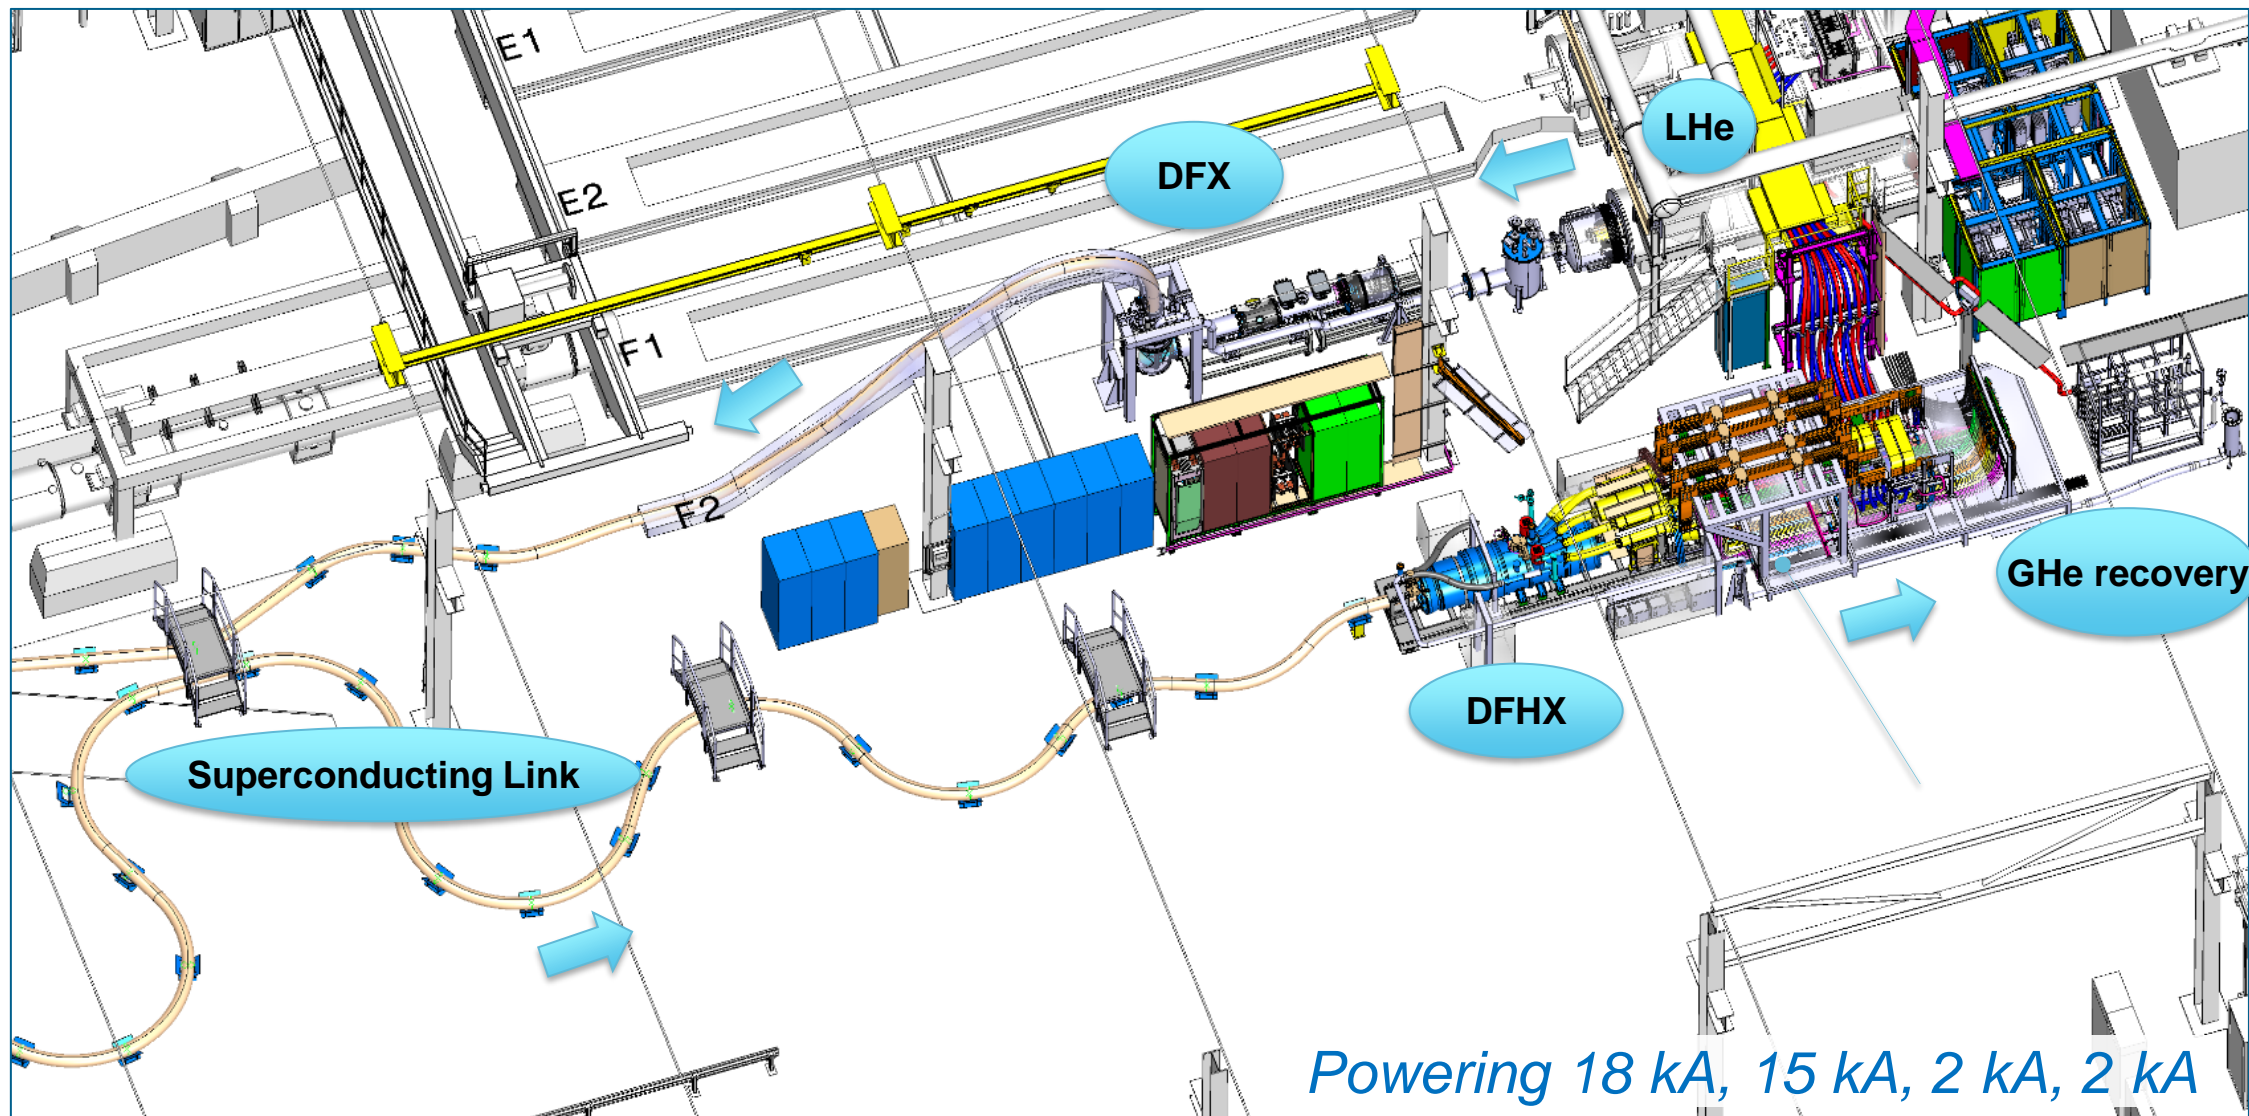 E1
LHe
DFX
E2
F1
F2
GHe recovery
DFHX
Superconducting Link
Powering 18 kA, 15 kA, 2 kA, 2 kA